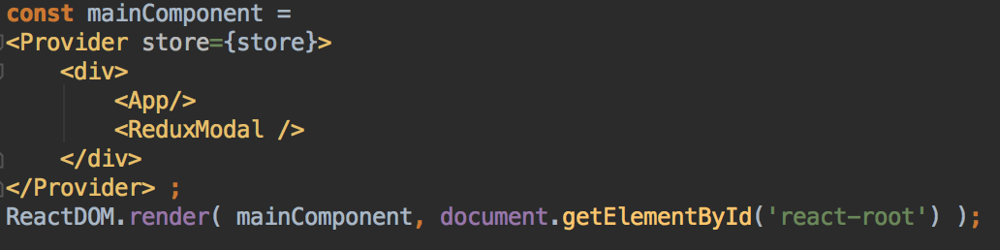 const mainComponent =
<Provider store={store}>
    <div>
        <App/>
        <ReduxModal />
    </div>
</Provider> ;
ReactDOM.render( mainComponent, document.getElementById('react-root') );